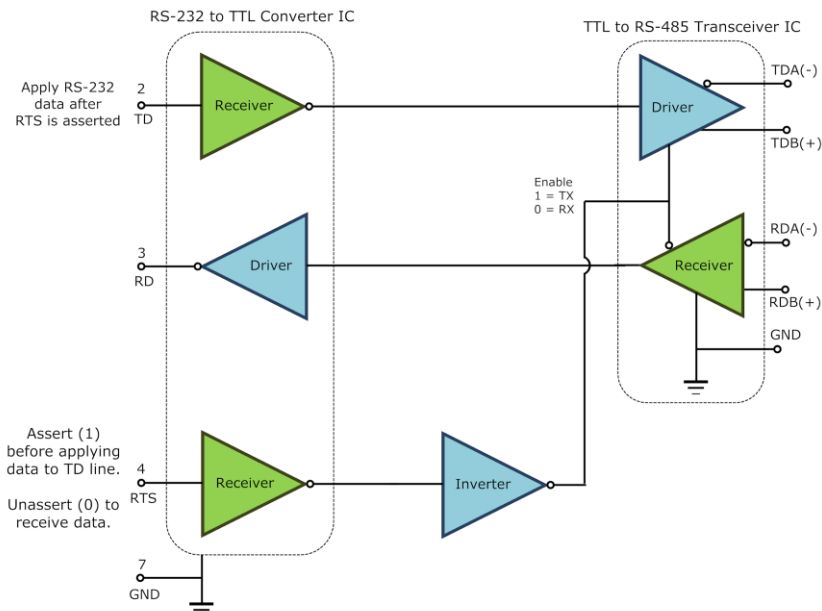 RS-232 to TTL Converter IC
TTL to RS-485 Transceiver IC
Apply RS-232
data after
RTS is asserted
2
TD
Receiver
Driver
TDA(-)
TDB(+)
Enable
1 = TX
0 = RX
3
RD
Driver
Receiver
RDA(-)
RDB(+)
GND
Assert (1)
before applying
data to TD line.
Unassert (0) to
receive data.
4
RTS
Receiver
Inverter
7
GND